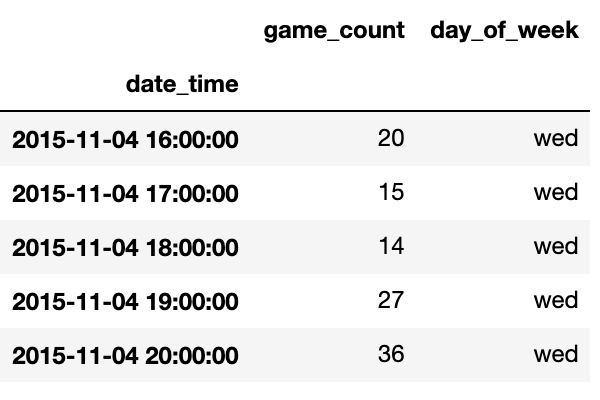 game_count day_of_week
date_time
2015-11-04 16:00:00 20 wed
2015-11-04 17:00:00 15 wed
2015-11-04 18:00:00 14 wed
2015-11-04 19:00:00 27 wed
2015-11-04 20:00:00 36 wed